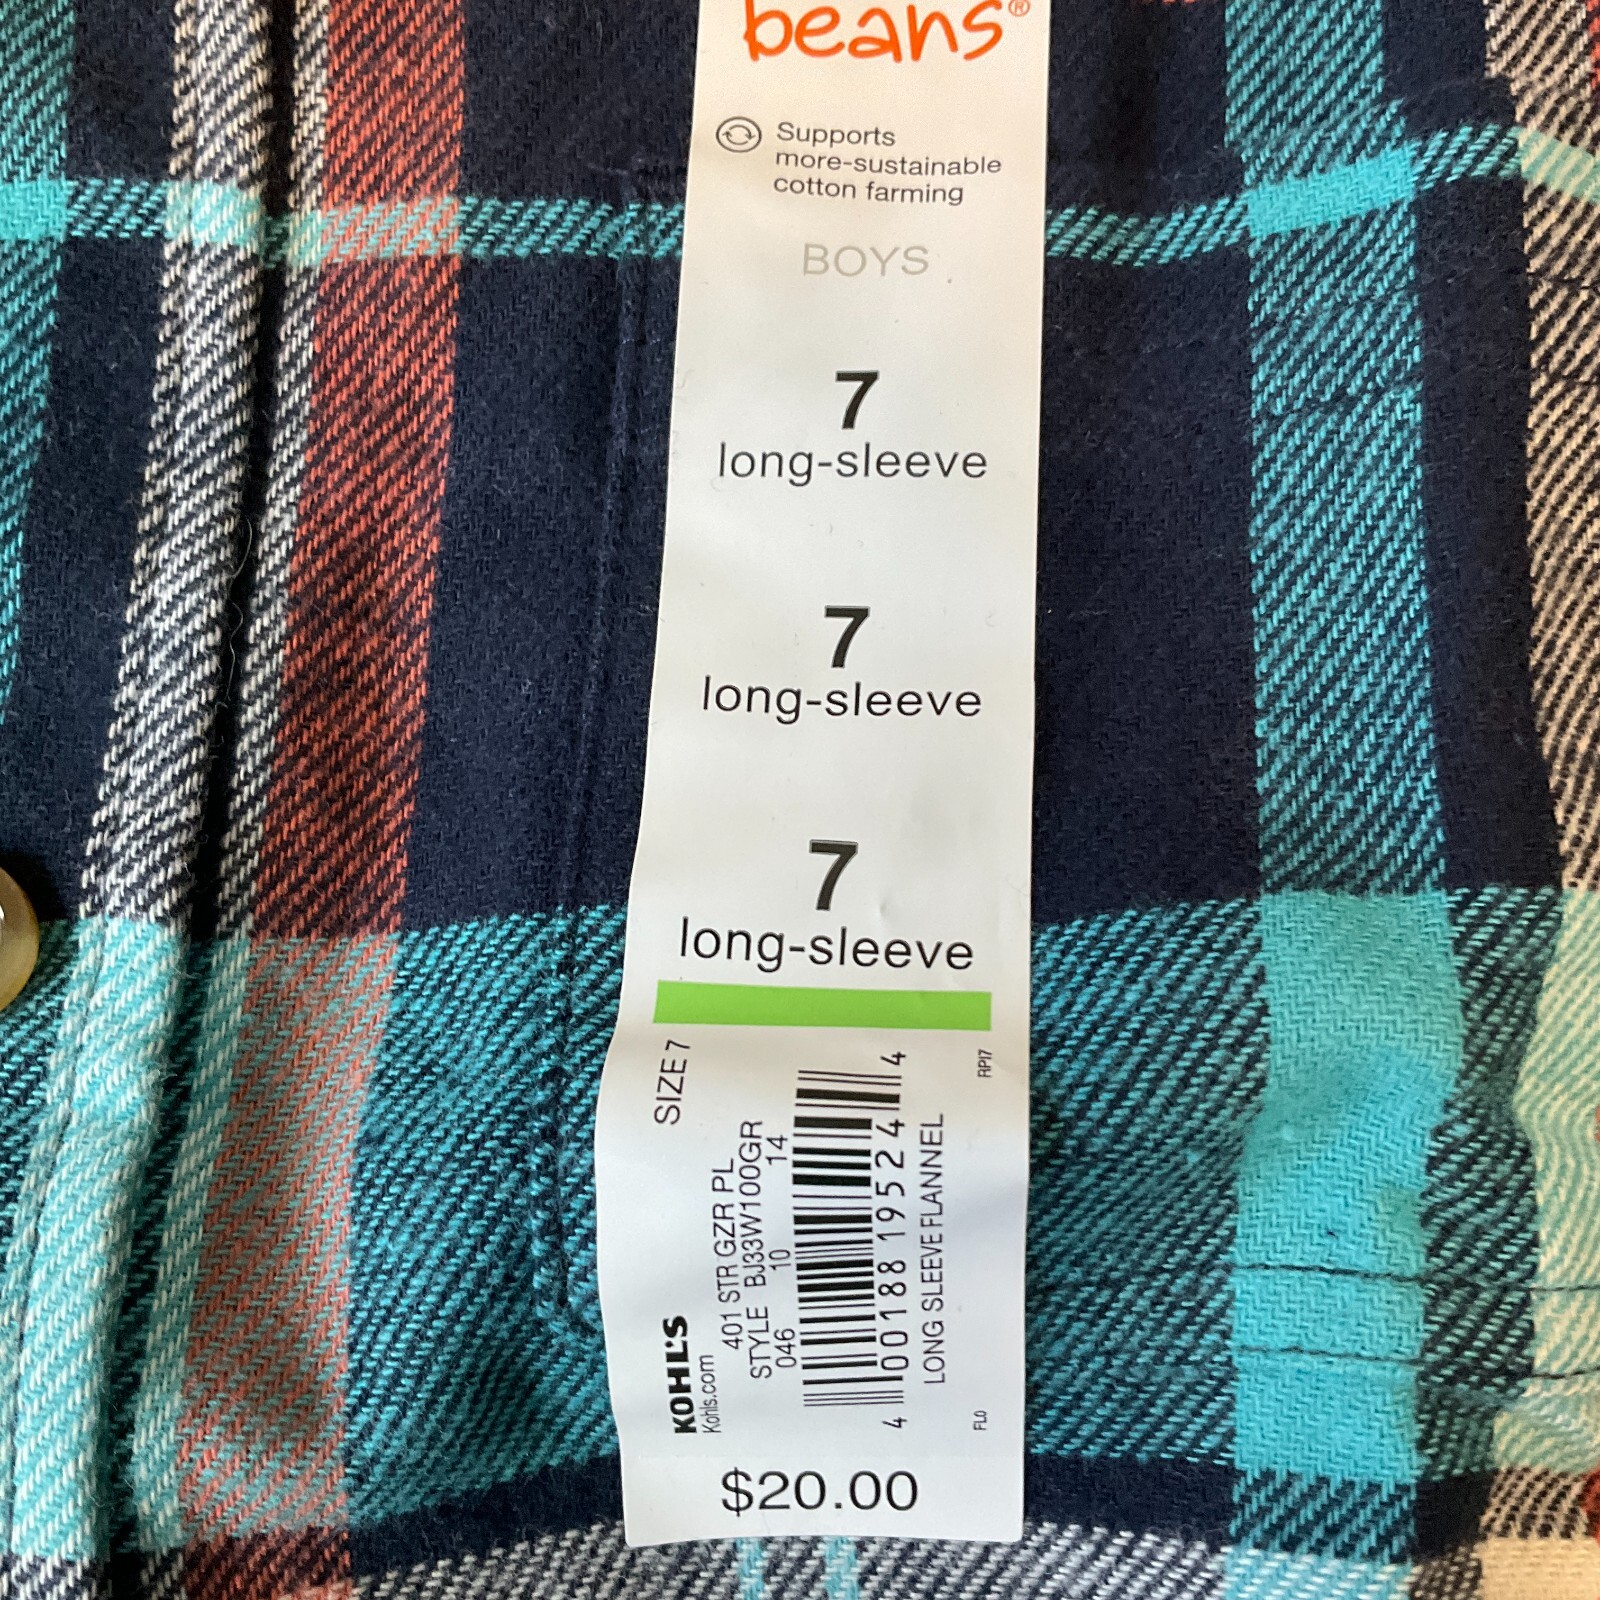 beans®
Supports
more-sustainable
cotton farming
BOYS
7
long-sleeve
7
long-sleeve
7
long-sleeve
SIZE 7
KOHL'S
Kohls.com
401 STR GZR PL
STYLE BJ33W100GR
046 10 14
4 00188 19524 4
LONG SLEEVE FLANNEL
FL0 RPI7
$20.00